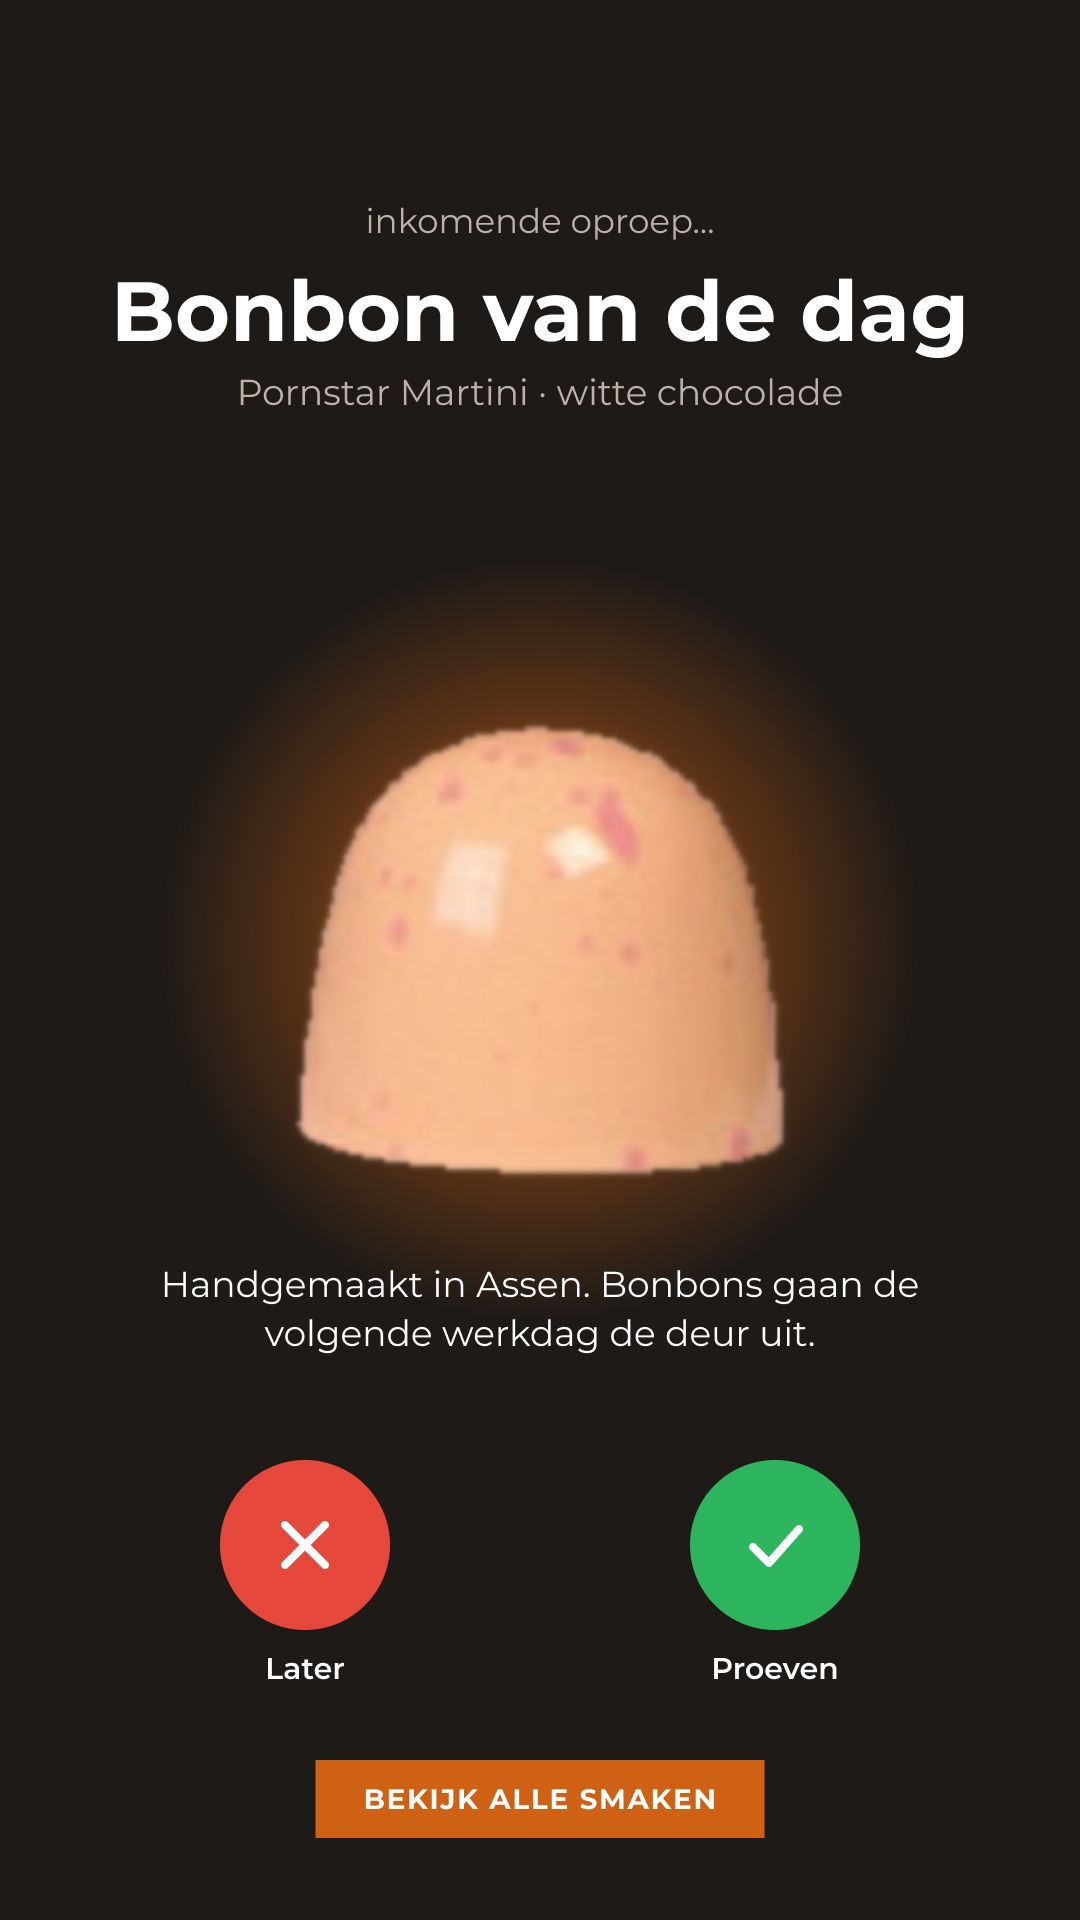 inkomende oproep...
Bonbon van de dag
Pornstar Martini · witte chocolade
Handgemaakt in Assen. Bonbons gaan de
volgende werkdag de deur uit.
Later
Proeven
BEKIJK ALLE SMAKEN